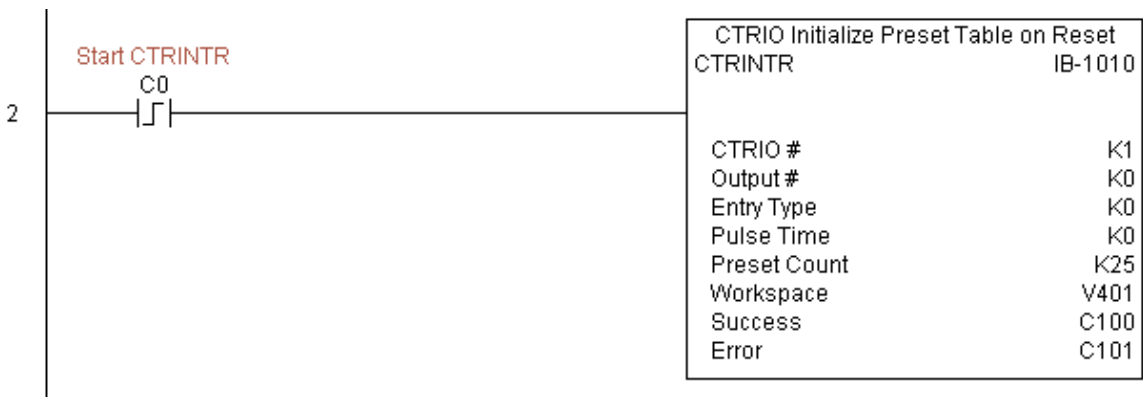 Start CTRINTR
C0
2
CTRIO Initialize Preset Table on Reset
CTRINTR IB-1010
CTRIO # K1
Output # K0
Entry Type K0
Pulse Time K0
Preset Count K25
Workspace V401
Success C100
Error C101